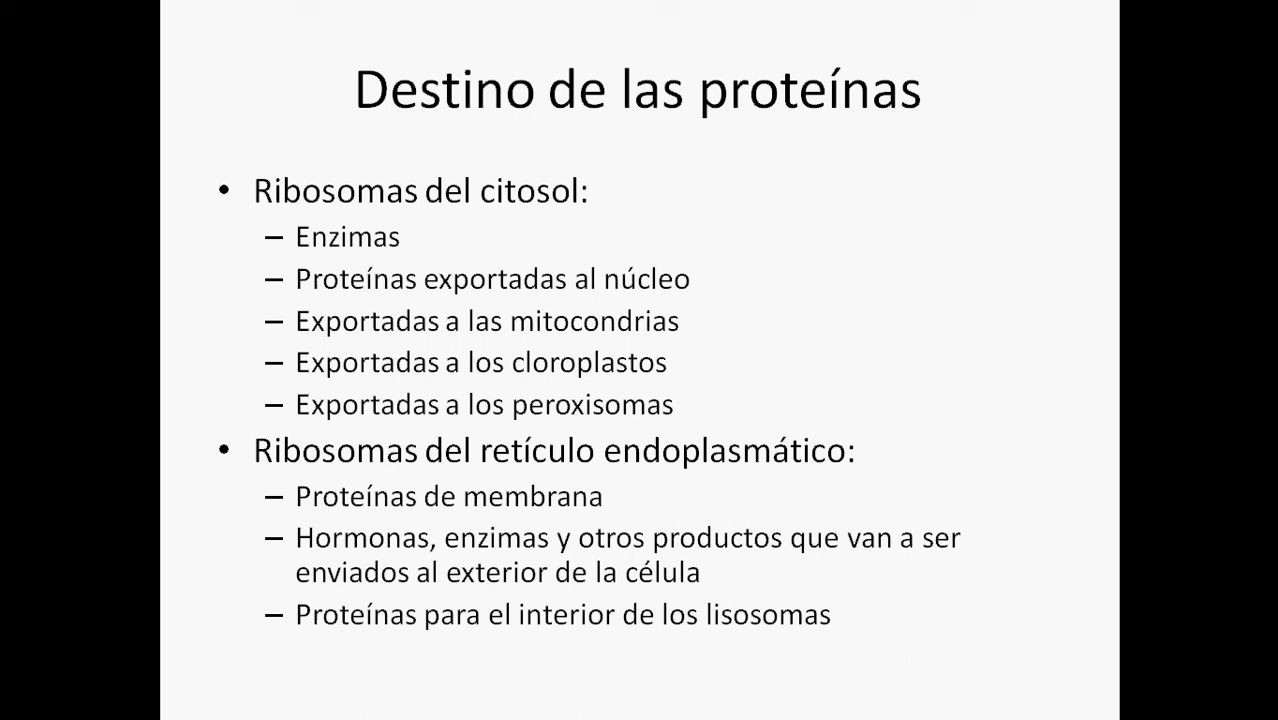 Destino de las proteínas
• Ribosomas del citosol:
– Enzimas
– Proteínas exportadas al núcleo
– Exportadas a las mitocondrias
– Exportadas a los cloroplastos
– Exportadas a los peroxisomas
• Ribosomas del retículo endoplasmático:
– Proteínas de membrana
– Hormonas, enzimas y otros productos que van a ser
enviados al exterior de la célula
– Proteínas para el interior de los lisosomas